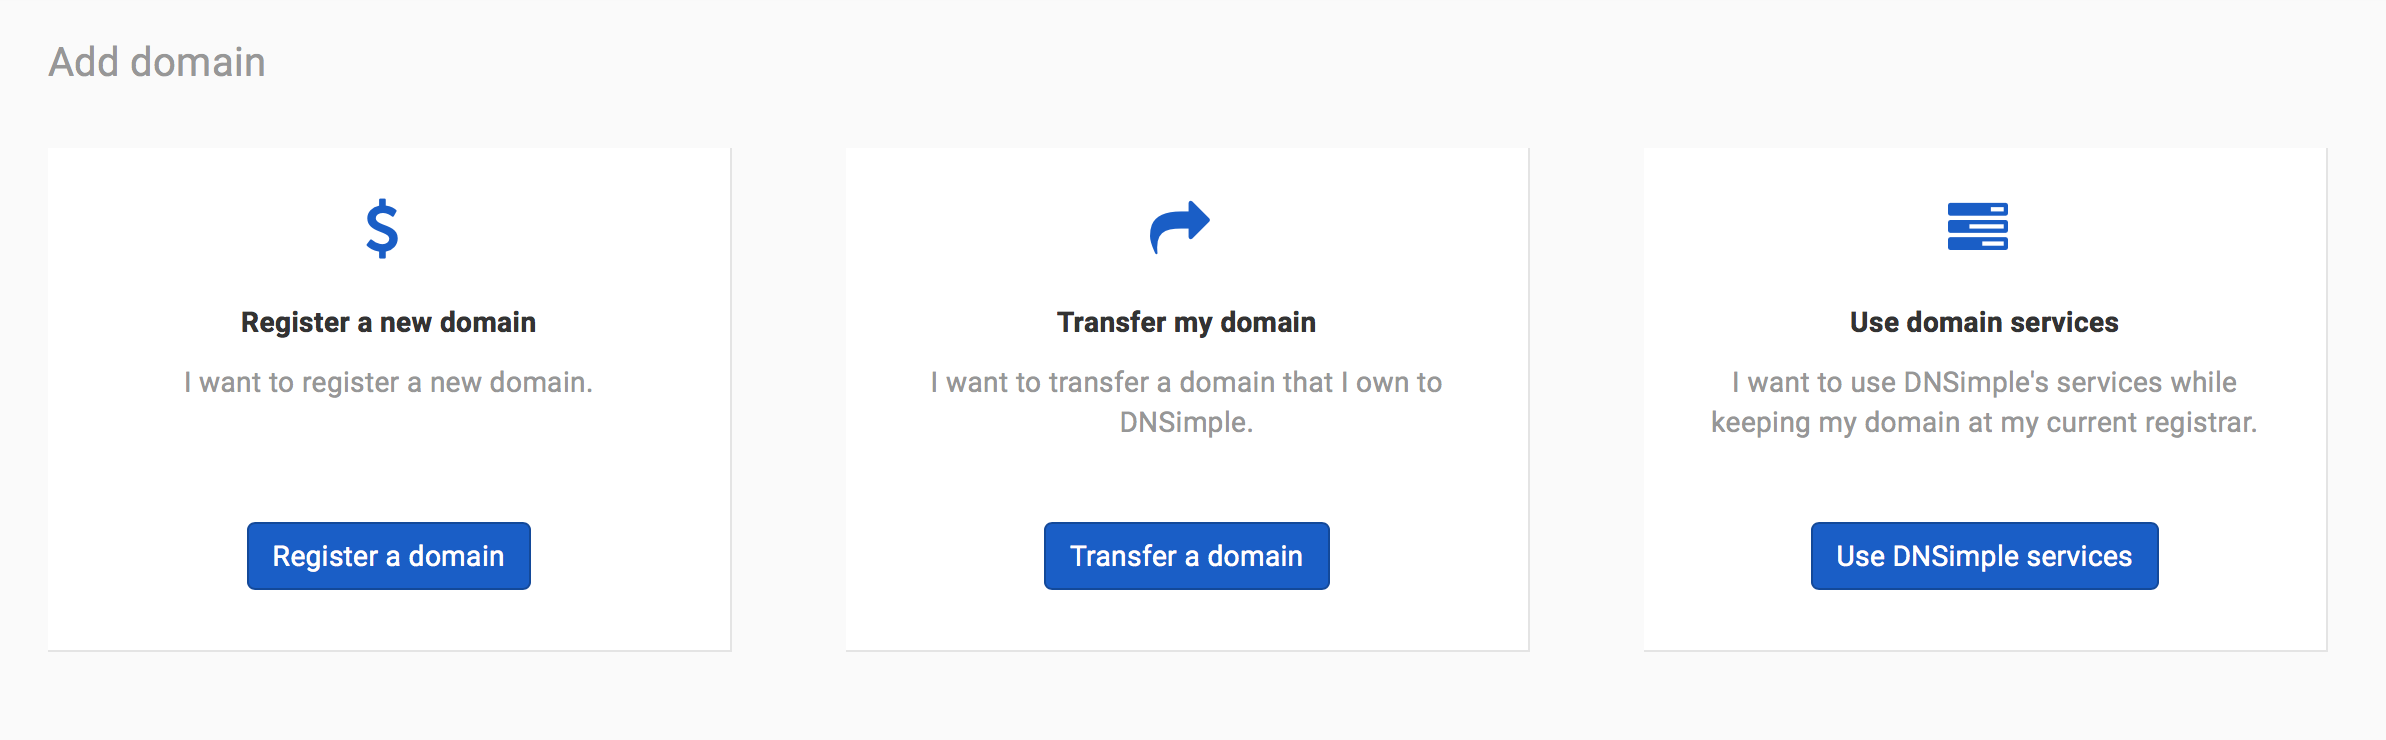 Add domain
Register a new domain
I want to register a new domain.
Register a domain
Transfer my domain
I want to transfer a domain that I own to
DNSimple.
Transfer a domain
Use domain services
I want to use DNSimple's services while
keeping my domain at my current registrar.
Use DNSimple services